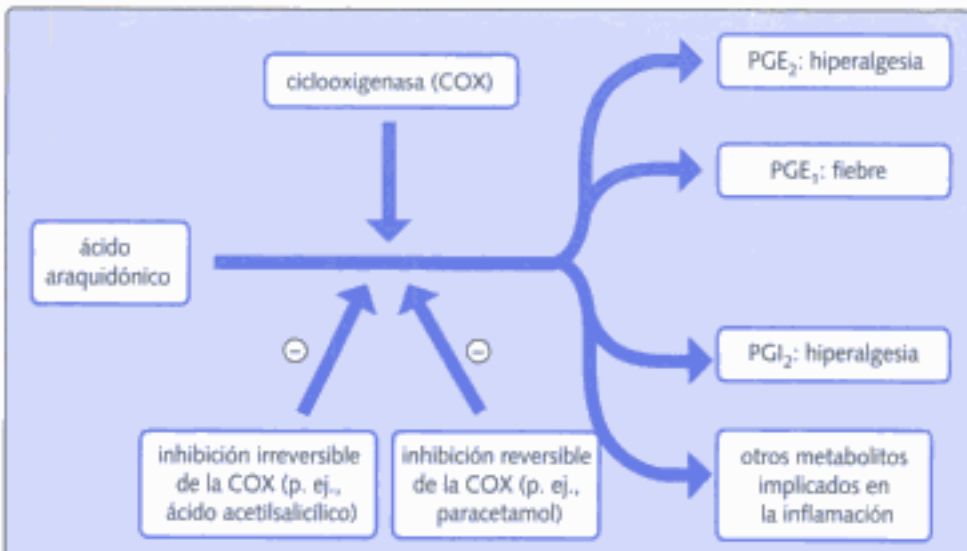 ciclooxigenasa (COX)
PGE₂: hiperalgesia
PGE₁: fiebre
ácido
araquidónico
PGI₂: hiperalgesia
inhibición irreversible
de la COX (p. ej.,
ácido acetilsalicílico)
inhibición reversible
de la COX (p. ej.,
paracetamol)
otros metabolitos
implicados en
la inflamación